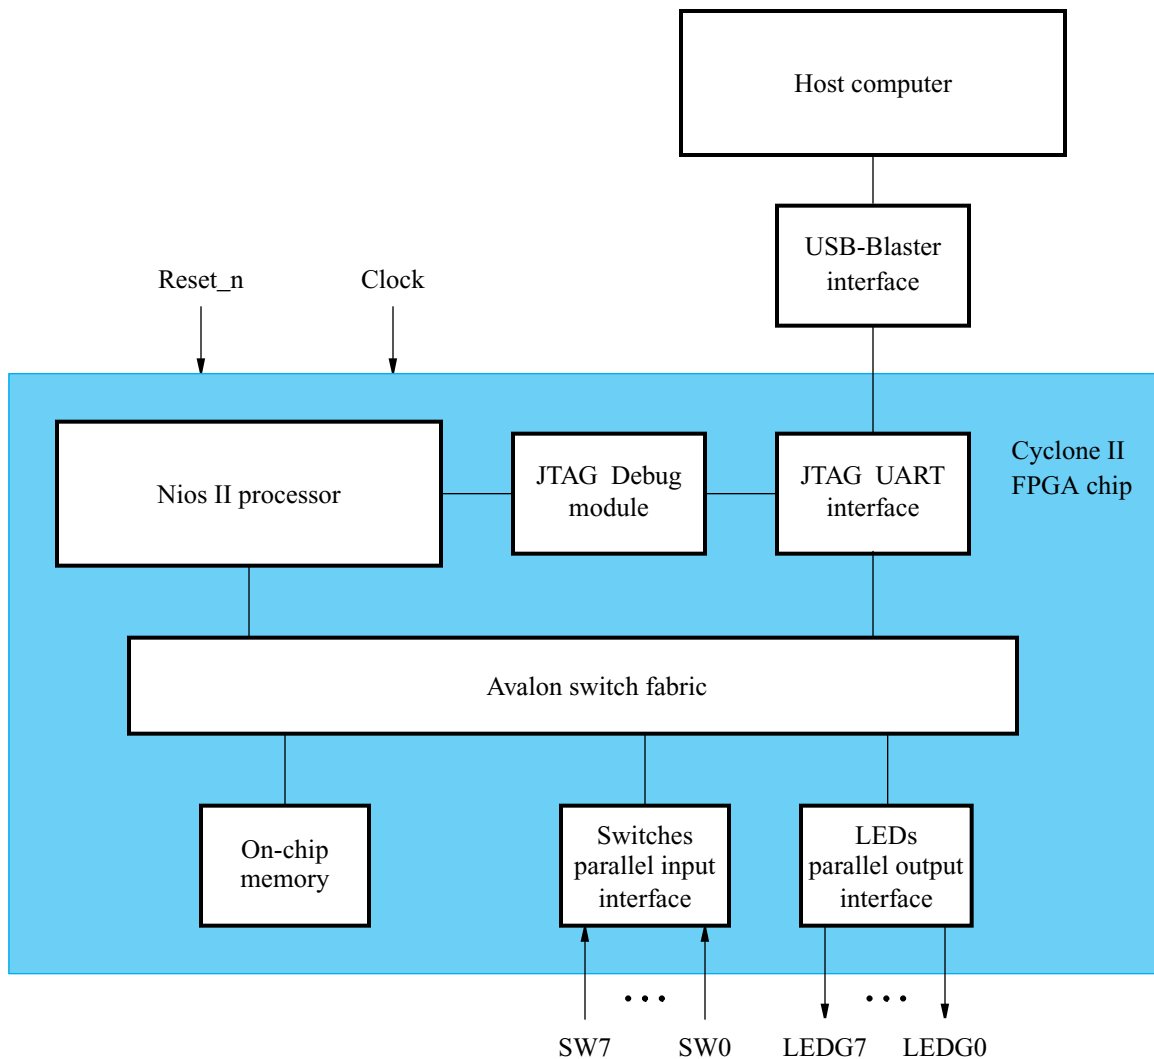 Host computer
USB-Blaster
interface
Reset_n
Clock
Cyclone II
FPGA chip
Nios II processor
JTAG Debug
module
JTAG UART
interface
Avalon switch fabric
On-chip
memory
Switches
parallel input
interface
LEDs
parallel output
interface
• • •
• • •
SW7
SW0
LEDG7
LEDG0